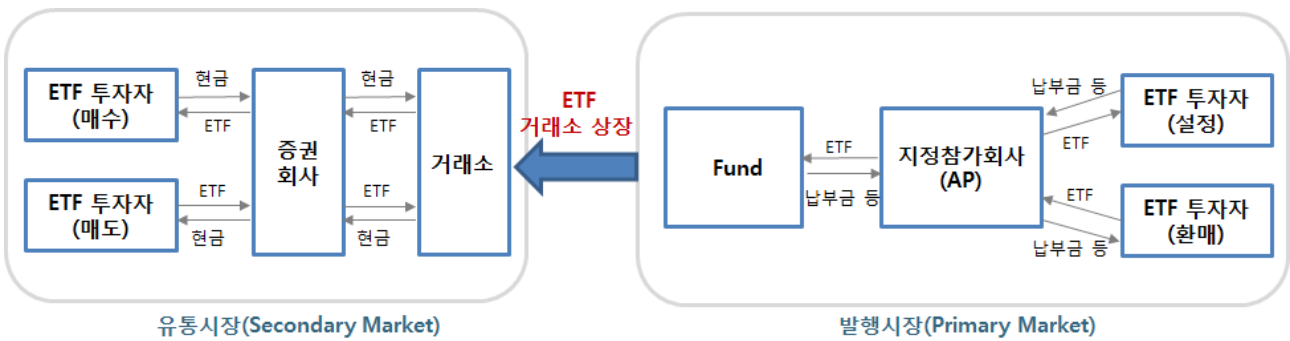 ETF 투자자
(매수)
현금
ETF
ETF 투자자
(매도)
ETF
현금
증권
회사
현금
ETF
ETF
현금
거래소
ETF
거래소 상장
Fund
ETF
납부금 등
지정참가회사
(AP)
납부금 등
ETF
ETF 투자자
(설정)
ETF
납부금 등
ETF 투자자
(환매)
유통시장(Secondary Market)
발행시장(Primary Market)